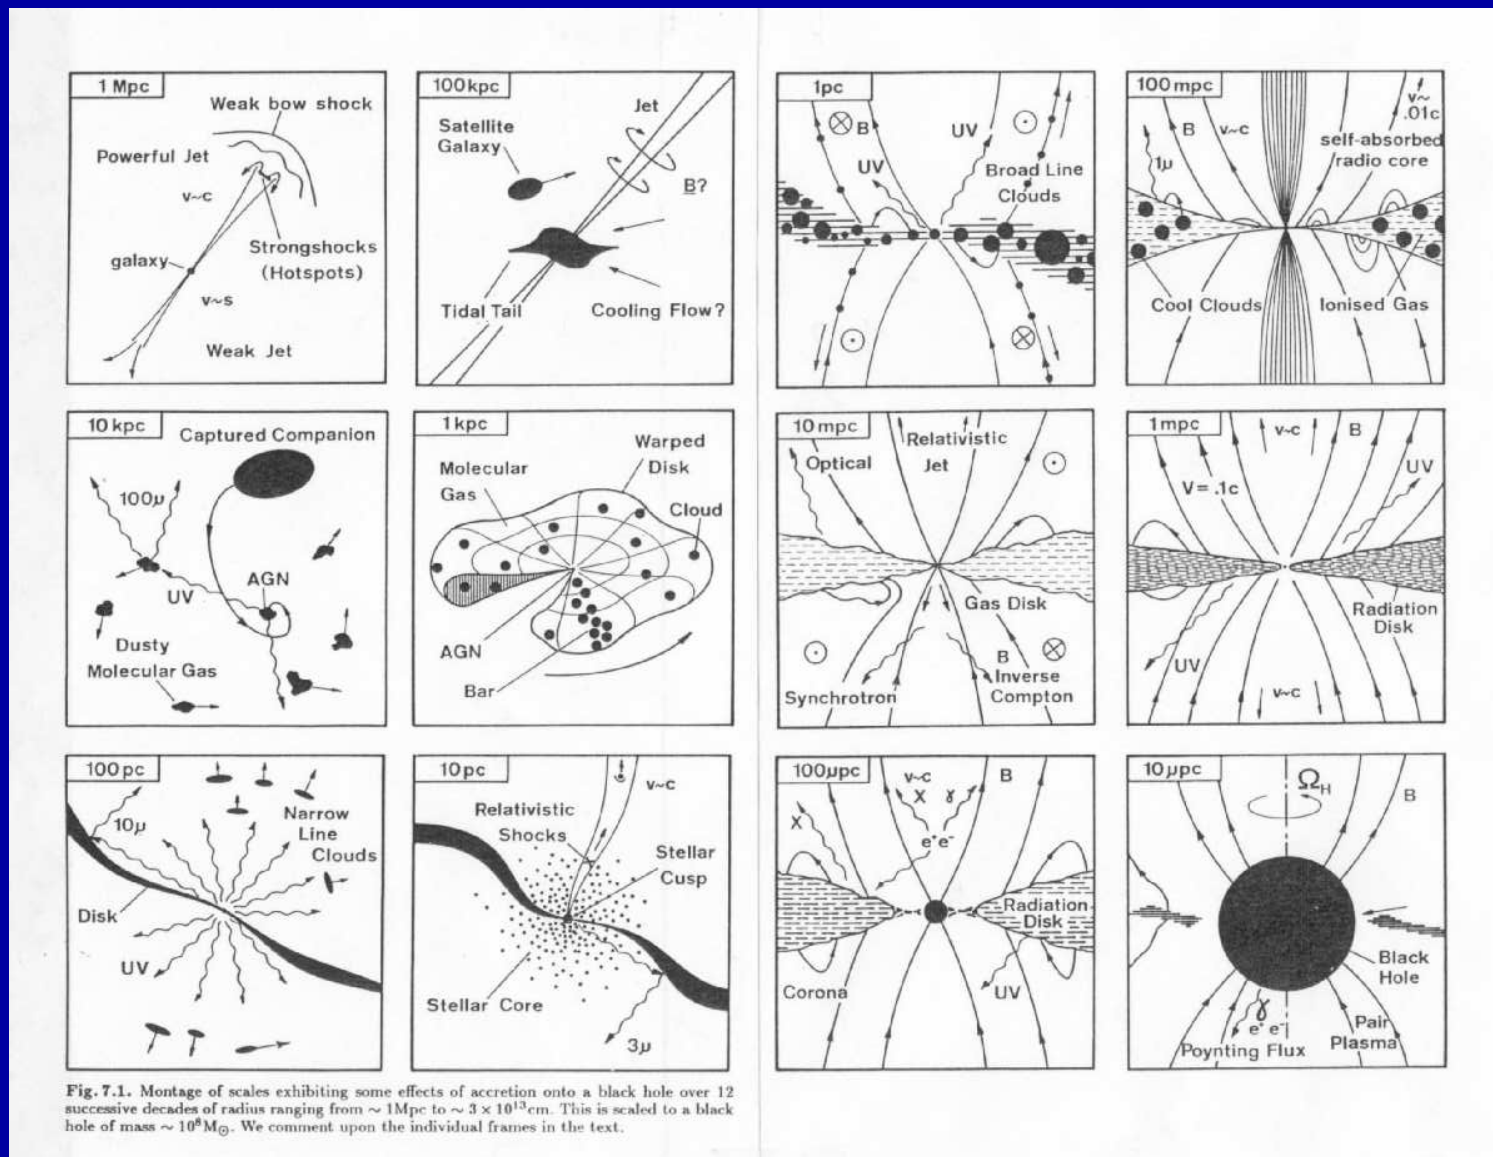 1 Mpc
Weak bow shock
Powerful Jet
v~c
Strongshocks
(Hotspots)
galaxy
v~s
Weak Jet
100kpc
Jet
Satellite
Galaxy
B?
Tidal Tail
Cooling Flow?
1pc
B
UV
UV
Broad Line
Clouds
100mpc
B
v~c
v~
.01c
self-absorbed
radio core
1μ
Cool Clouds
Ionised Gas
10 kpc
Captured Companion
100μ
AGN
UV
Dusty
Molecular Gas
1 kpc
Warped
Disk
Molecular
Gas
Cloud
AGN
Bar
10 mpc
Relativistic
Jet
Optical
Gas Disk
B
Inverse
Compton
Synchrotron
1mpc
v~c
B
UV
V=.1c
Radiation
Disk
UV
v~c
100 pc
10μ
Narrow
Line
Clouds
Disk
UV
10 pc
v~c
Relativistic
Shocks
Stellar
Cusp
Stellar Core
3μ
100μpc
v~c
B
X
γ
X
e⁺e⁻
Radiation
Disk
Corona
UV
10μpc
Ω_H
B
Black
Hole
γ
e⁺e⁻
Pair
Plasma
Poynting Flux
Fig. 7.1. Montage of scales exhibiting some effects of accretion onto a black hole over 12
successive decades of radius ranging from ~ 1Mpc to ~ 3 × 10¹³cm. This is scaled to a black
hole of mass ~ 10⁸M⊙. We comment upon the individual frames in the text.